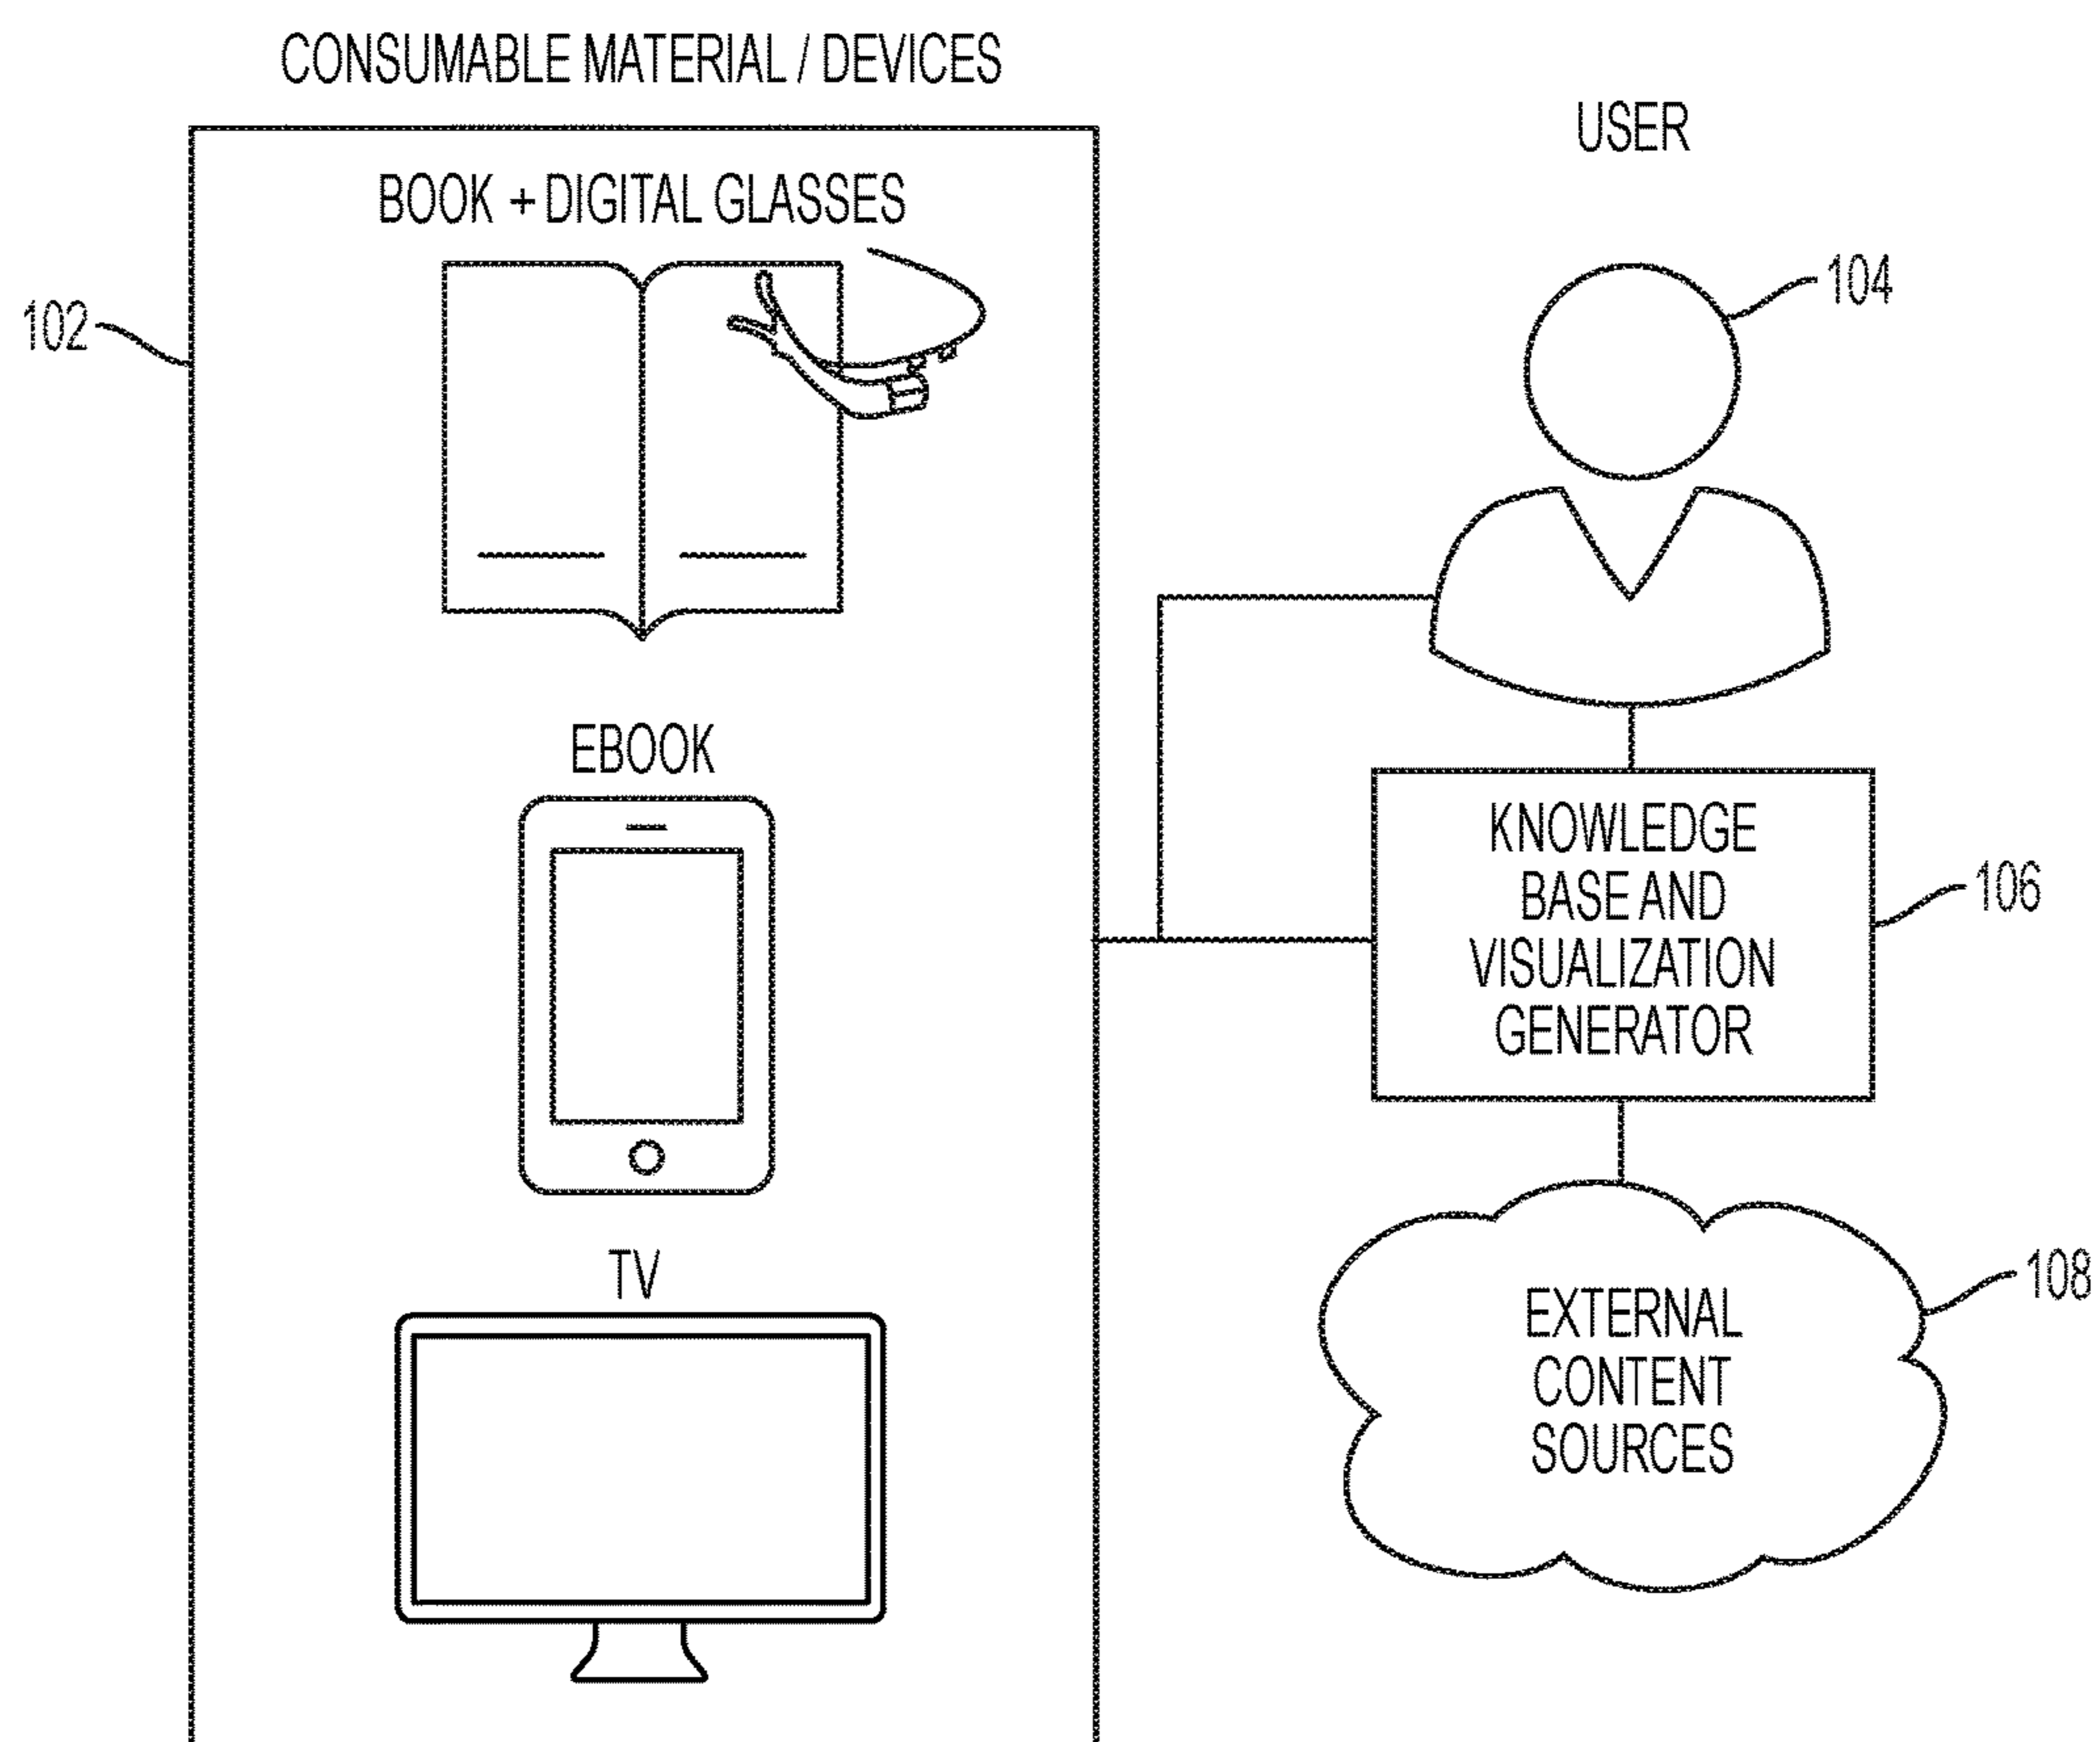 CONSUMABLE MATERIAL / DEVICES
USER
BOOK + DIGITAL GLASSES
102
104
EBOOK
KNOWLEDGE
BASE AND
VISUALIZATION
GENERATOR
106
TV
EXTERNAL
CONTENT
SOURCES
108